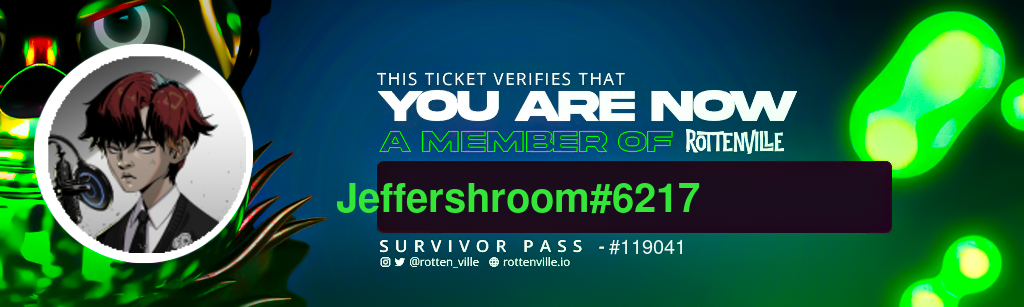 THIS TICKET VERIFIES THAT
YOU ARE NOW
A MEMBER OF ROTTENVILLE
Jeffershroom#6217
SURVIVOR PASS - #119041
@rotten_ville rottenville.io